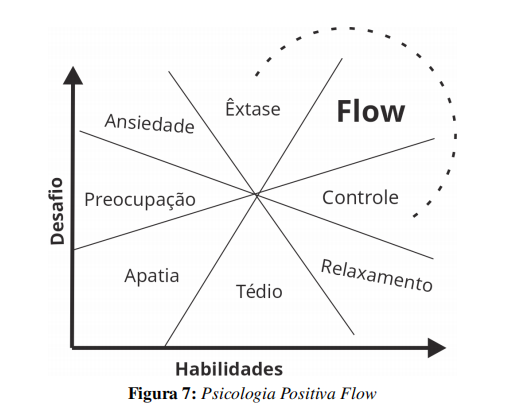 Êxtase
Flow
Ansiedade
Desafio
Preocupação
Controle
Apatia
Tédio
Relaxamento
Habilidades
Figura 7: Psicologia Positiva Flow